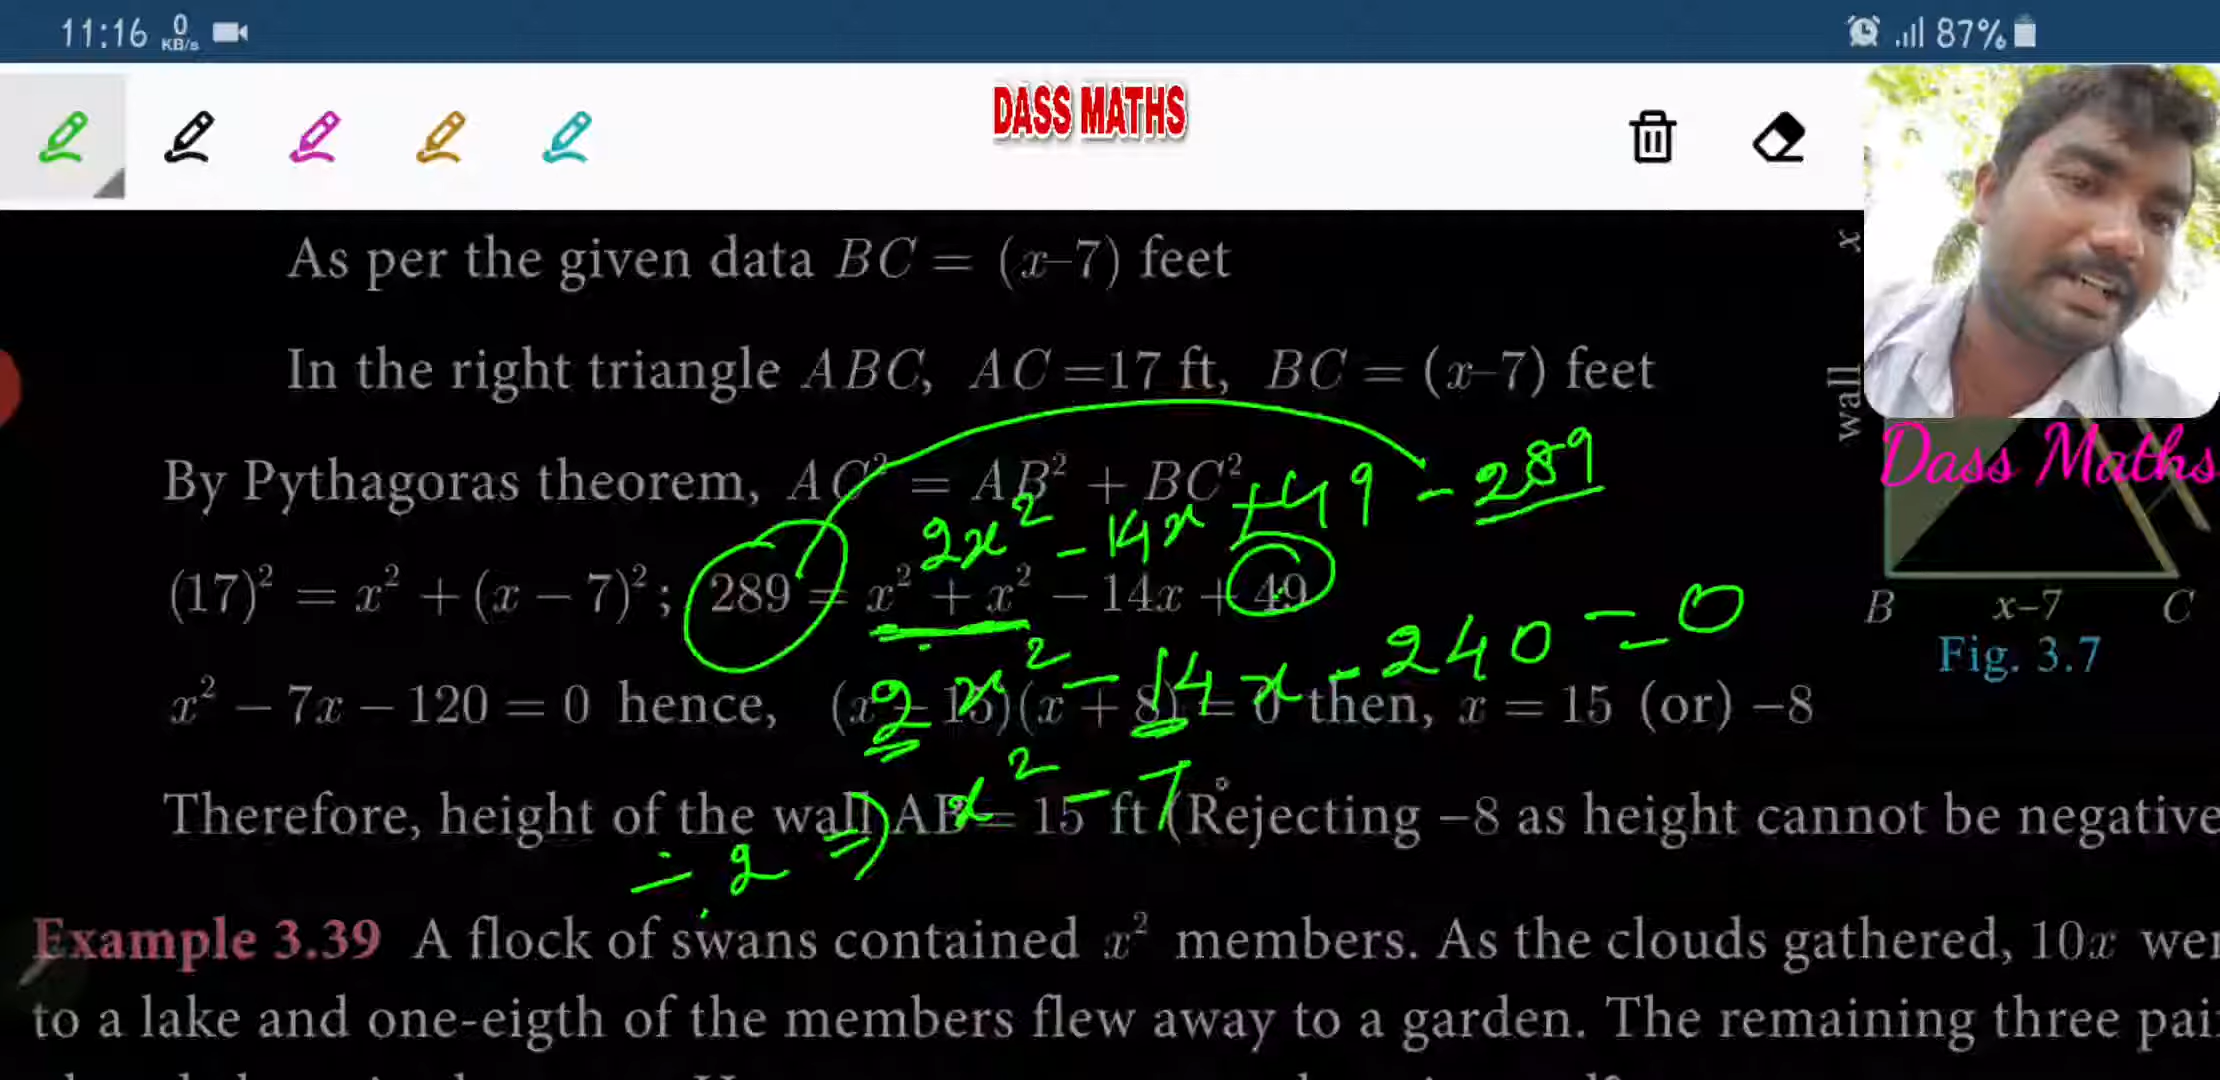 11:16 0 KB/s 87%
DASS MATHS
As per the given data BC = (x–7) feet
In the right triangle ABC, AC =17 ft, BC = (x–7) feet
By Pythagoras theorem, AC² = AB² + BC²
2x² - 14x + 49 - 289
(17)² = x² + (x − 7)²; 289 = x² + x² − 14x + 49
2x² - 14x - 240 = 0
x² − 7x − 120 = 0 hence, (x − 15)(x + 8) = 0 then, x = 15 (or) −8
x² - 7
Therefore, height of the wall AB = 15 ft (Rejecting −8 as height cannot be negative
÷ 2 ⇒
x
wall
Dass Maths
B x–7 C
Fig. 3.7
Example 3.39 A flock of swans contained x² members. As the clouds gathered, 10x
to a lake and one-eigth of the members flew away to a garden. The remaining three